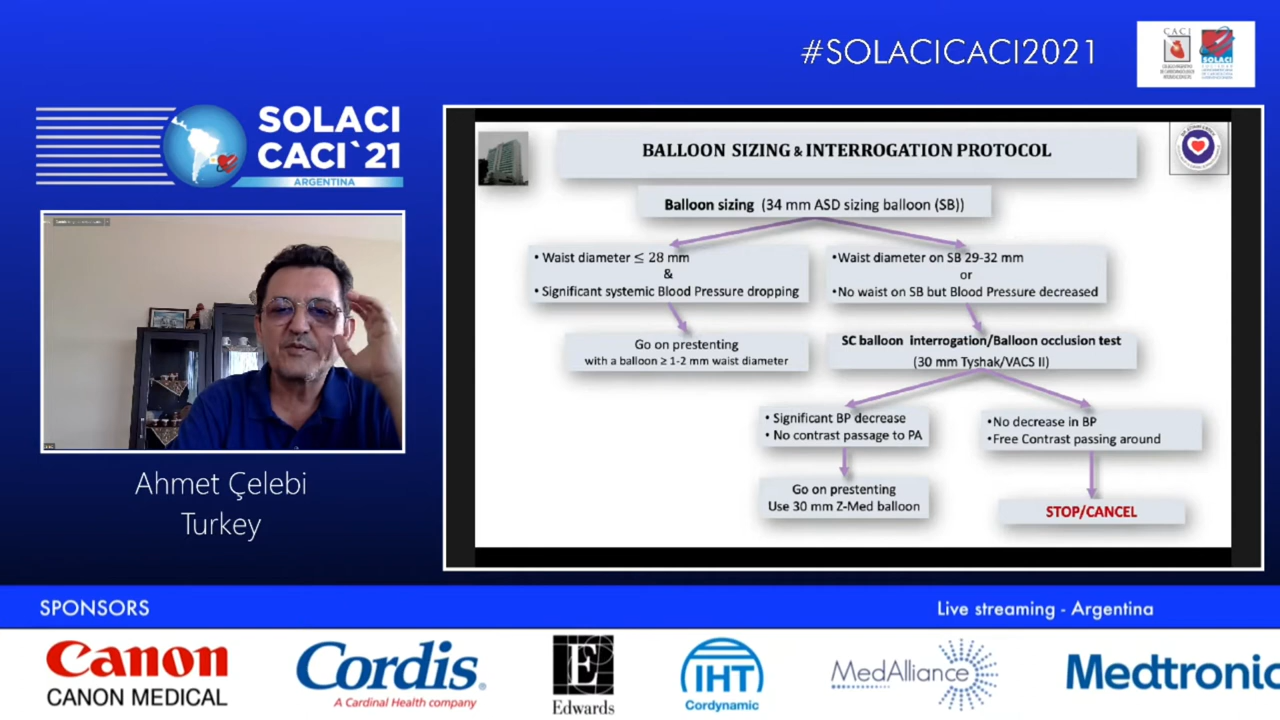 #SOLACICACI2021
CACI
SOLACI
SOLACI
CACI`21
ARGENTINA
Ahmet Çelebi
Turkey
BALLOON SIZING & INTERROGATION PROTOCOL
Balloon sizing (34 mm ASD sizing balloon (SB))
• Waist diameter ≤ 28 mm
&
• Significant systemic Blood Pressure dropping
•Waist diameter on SB 29-32 mm
or
•No waist on SB but Blood Pressure decreased
Go on prestenting
with a balloon ≥ 1-2 mm waist diameter
SC balloon interrogation/Balloon occlusion test
(30 mm Tyshak/VACS II)
• Significant BP decrease
• No contrast passage to PA
•No decrease in BP
•Free Contrast passing around
Go on prestenting
Use 30 mm Z-Med balloon
STOP/CANCEL
SPONSORS
Live streaming - Argentina
Canon
CANON MEDICAL
Cordis
A Cardinal Health company
E
Edwards
IHT
Cordynamic
MedAlliance
Medtronic